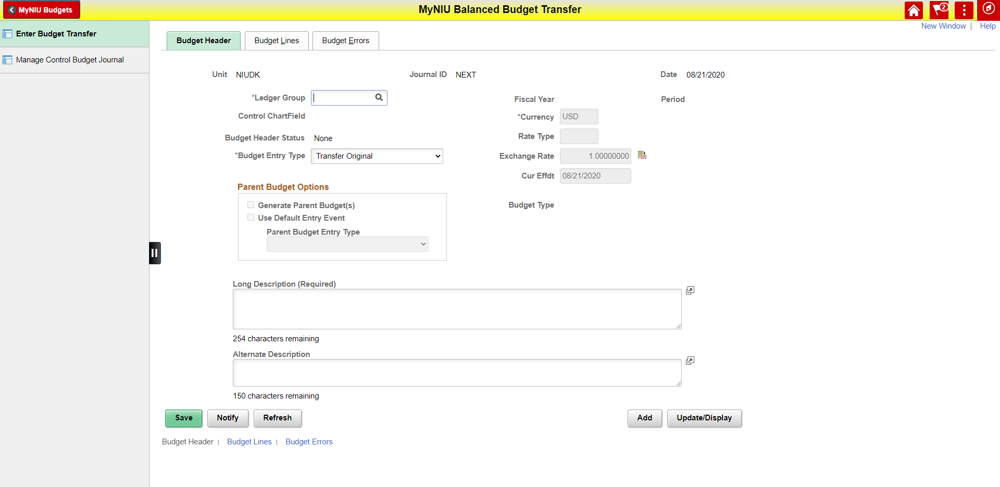 MyNIU Budgets
MyNIU Balanced Budget Transfer
2
New Window | Help
Enter Budget Transfer
Manage Control Budget Journal
Budget Header
Budget Lines
Budget Errors
Unit NIUDK
Journal ID NEXT
Date 08/21/2020
*Ledger Group
Fiscal Year
Period
Control ChartField
*Currency USD
Budget Header Status None
Rate Type
*Budget Entry Type Transfer Original
Exchange Rate 1.00000000
Cur Effdt 08/21/2020
Parent Budget Options
Generate Parent Budget(s)
Budget Type
Use Default Entry Event
Parent Budget Entry Type
Long Description (Required)
254 characters remaining
Alternate Description
150 characters remaining
Save
Notify
Refresh
Add
Update/Display
Budget Header | Budget Lines | Budget Errors